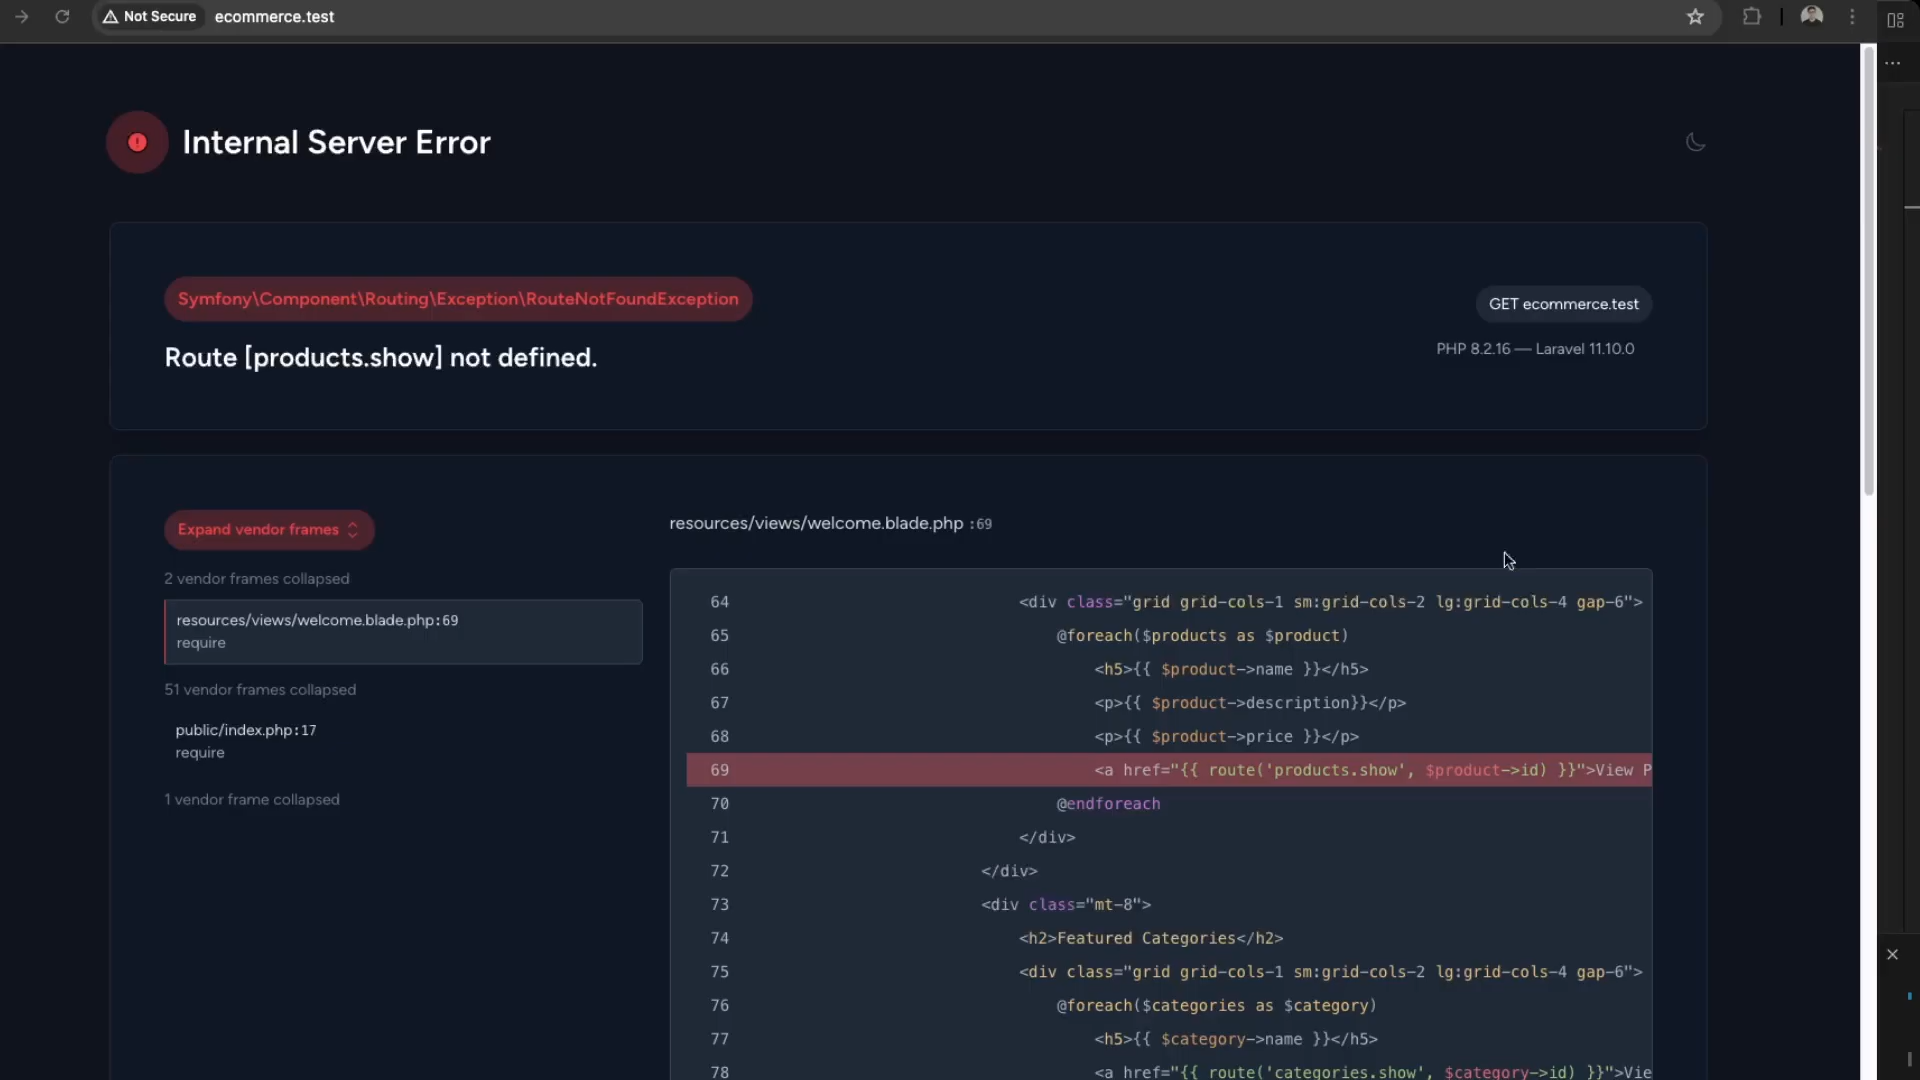 Not Secure ecommerce.test
Internal Server Error
Symfony\Component\Routing\Exception\RouteNotFoundException
Route [products.show] not defined.
GET ecommerce.test
PHP 8.2.16 — Laravel 11.10.0
Expand vendor frames
2 vendor frames collapsed
resources/views/welcome.blade.php:69
require
51 vendor frames collapsed
public/index.php:17
require
1 vendor frame collapsed
resources/views/welcome.blade.php :69
64 <div class="grid grid-cols-1 sm:grid-cols-2 lg:grid-cols-4 gap-6">
65 @foreach($products as $product)
66 <h5>{{ $product->name }}</h5>
67 <p>{{ $product->description}}</p>
68 <p>{{ $product->price }}</p>
69 <a href="{{ route('products.show', $product->id) }}">View P
70 @endforeach
71 </div>
72 </div>
73 <div class="mt-8">
74 <h2>Featured Categories</h2>
75 <div class="grid grid-cols-1 sm:grid-cols-2 lg:grid-cols-4 gap-6">
76 @foreach($categories as $category)
77 <h5>{{ $category->name }}</h5>
78 <a href="{{ route('categories.show', $category->id) }}">Vie